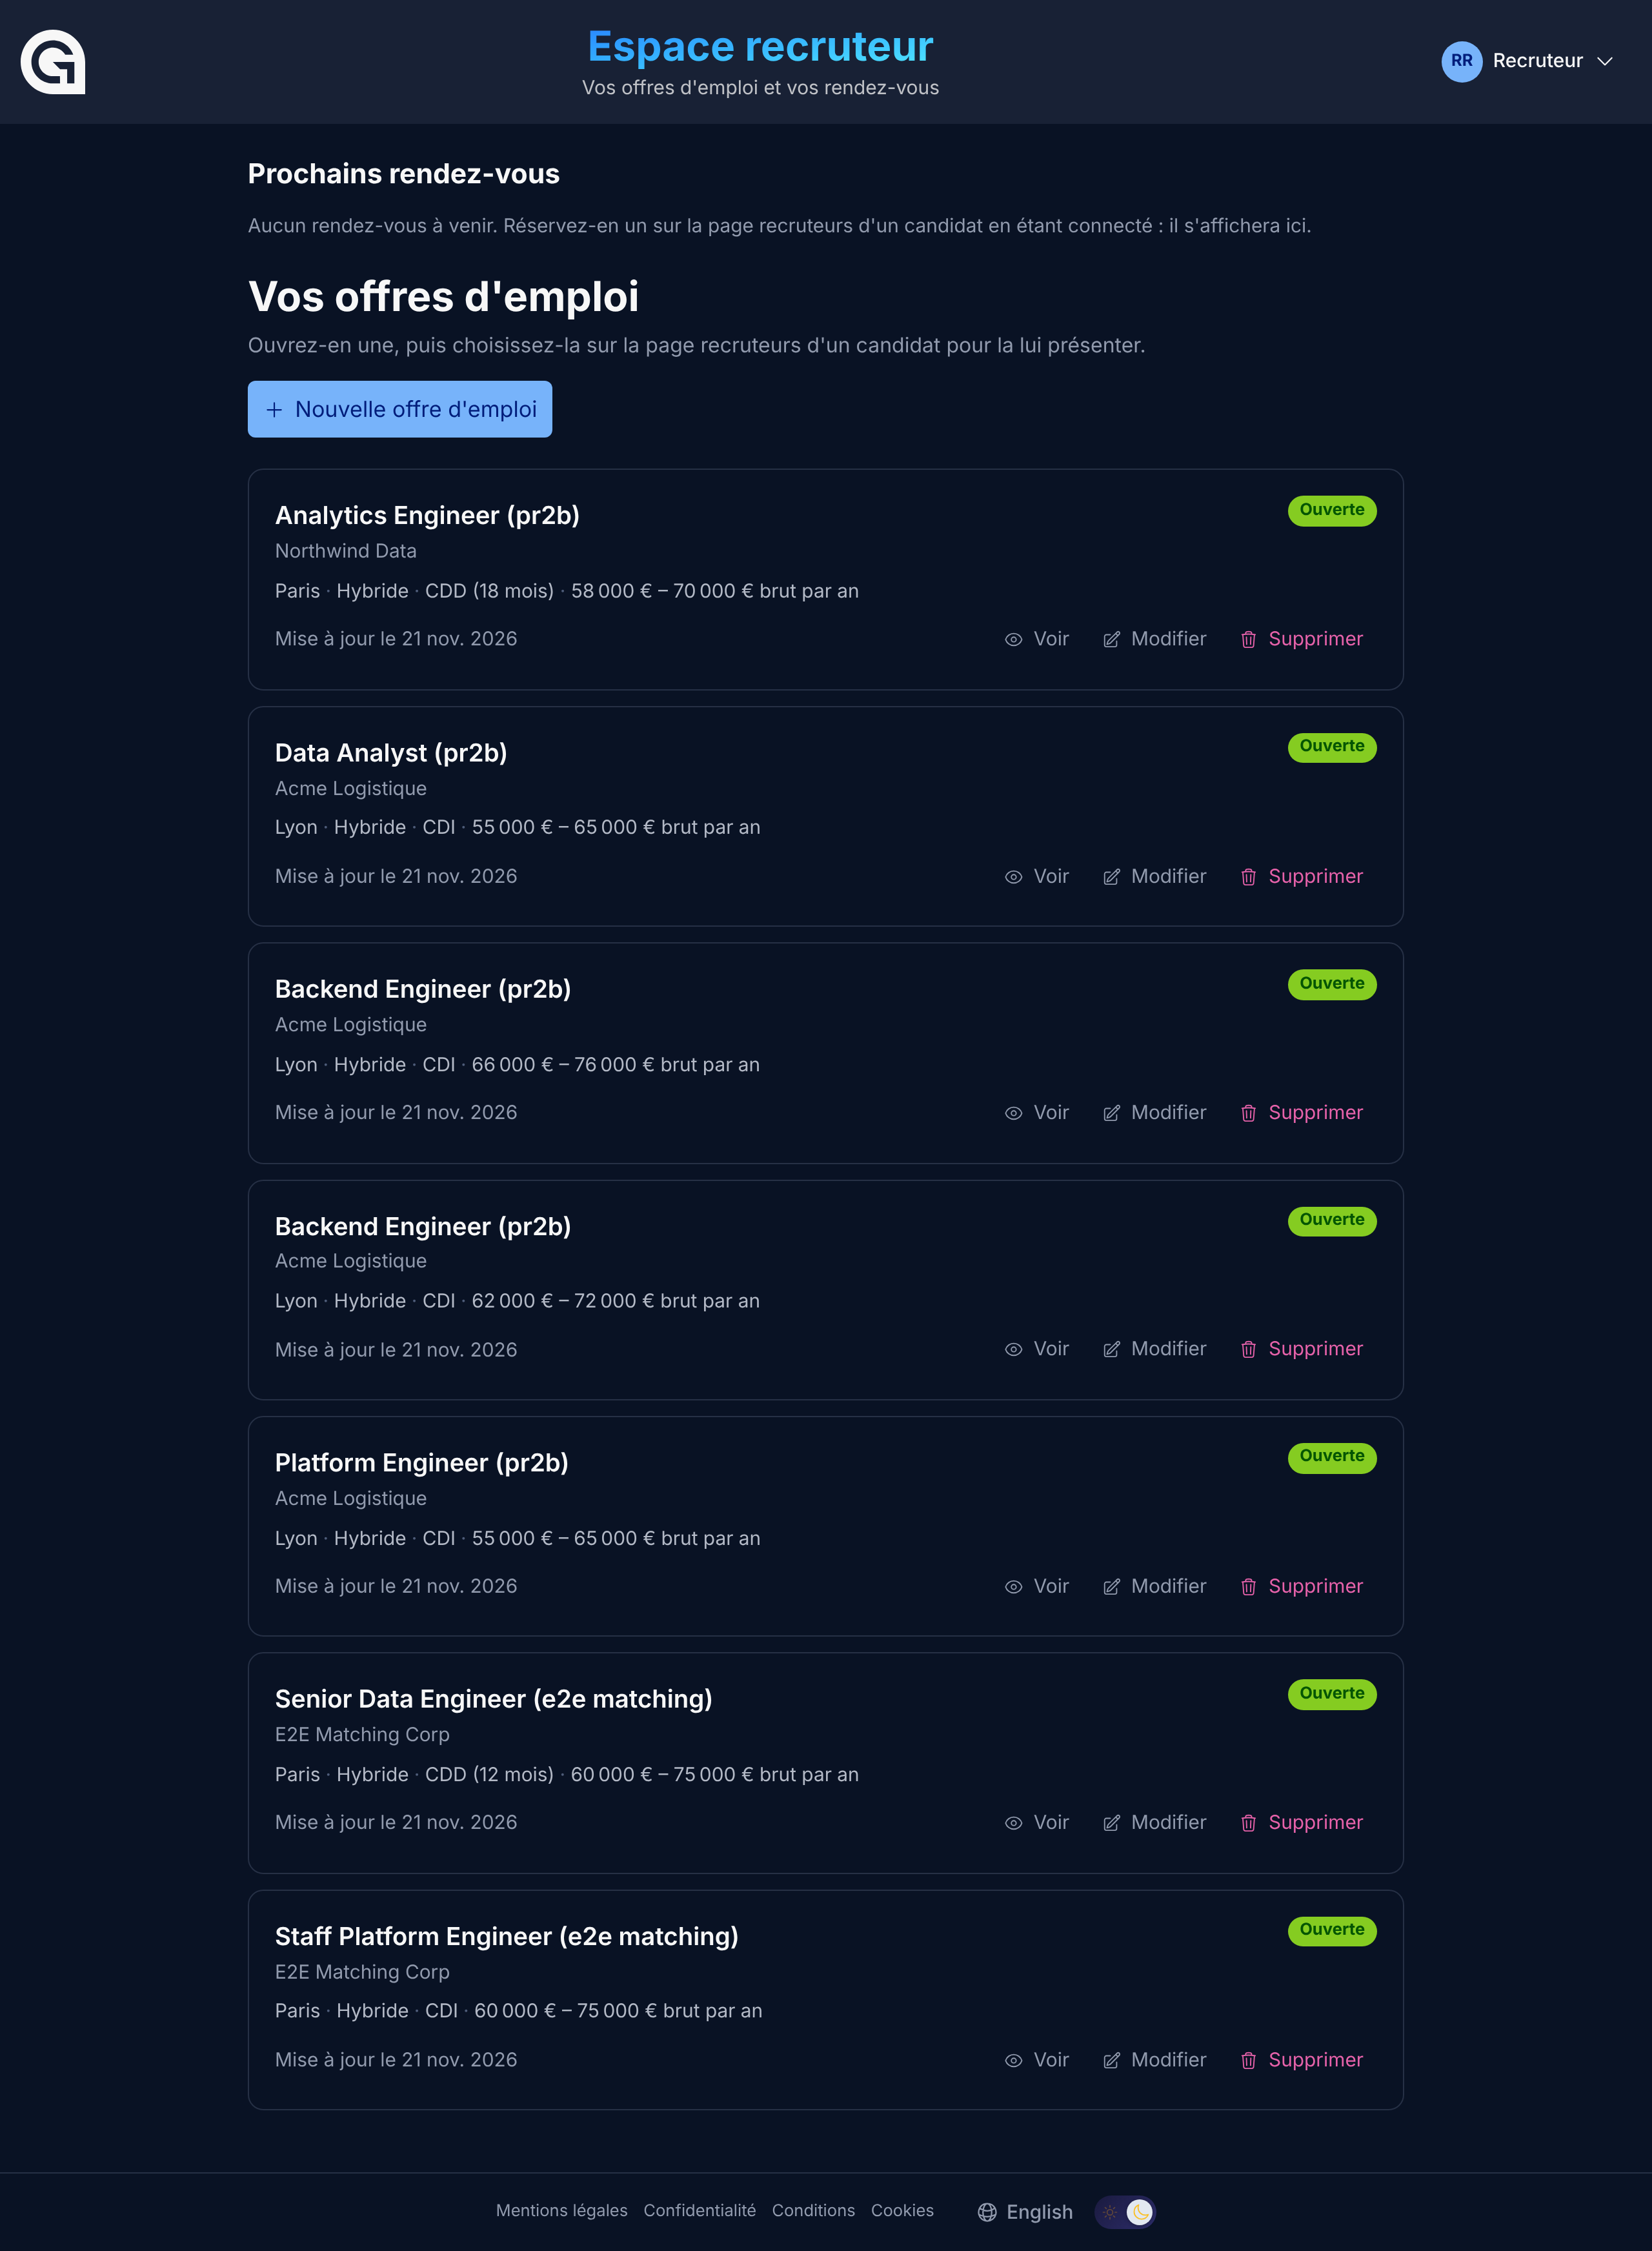 Espace recruteur
Vos offres d'emploi et vos rendez-vous
RR Recruteur
Prochains rendez-vous
Aucun rendez-vous à venir. Réservez-en un sur la page recruteurs d'un candidat en étant connecté : il s'affichera ici.
Vos offres d'emploi
Ouvrez-en une, puis choisissez-la sur la page recruteurs d'un candidat pour la lui présenter.
+ Nouvelle offre d'emploi
Analytics Engineer (pr2b) Ouverte
Northwind Data
Paris · Hybride · CDD (18 mois) · 58 000 € – 70 000 € brut par an
Mise à jour le 21 nov. 2026 Voir Modifier Supprimer
Data Analyst (pr2b) Ouverte
Acme Logistique
Lyon · Hybride · CDI · 55 000 € – 65 000 € brut par an
Mise à jour le 21 nov. 2026 Voir Modifier Supprimer
Backend Engineer (pr2b) Ouverte
Acme Logistique
Lyon · Hybride · CDI · 66 000 € – 76 000 € brut par an
Mise à jour le 21 nov. 2026 Voir Modifier Supprimer
Backend Engineer (pr2b) Ouverte
Acme Logistique
Lyon · Hybride · CDI · 62 000 € – 72 000 € brut par an
Mise à jour le 21 nov. 2026 Voir Modifier Supprimer
Platform Engineer (pr2b) Ouverte
Acme Logistique
Lyon · Hybride · CDI · 55 000 € – 65 000 € brut par an
Mise à jour le 21 nov. 2026 Voir Modifier Supprimer
Senior Data Engineer (e2e matching) Ouverte
E2E Matching Corp
Paris · Hybride · CDD (12 mois) · 60 000 € – 75 000 € brut par an
Mise à jour le 21 nov. 2026 Voir Modifier Supprimer
Staff Platform Engineer (e2e matching) Ouverte
E2E Matching Corp
Paris · Hybride · CDI · 60 000 € – 75 000 € brut par an
Mise à jour le 21 nov. 2026 Voir Modifier Supprimer
Mentions légales Confidentialité Conditions Cookies English